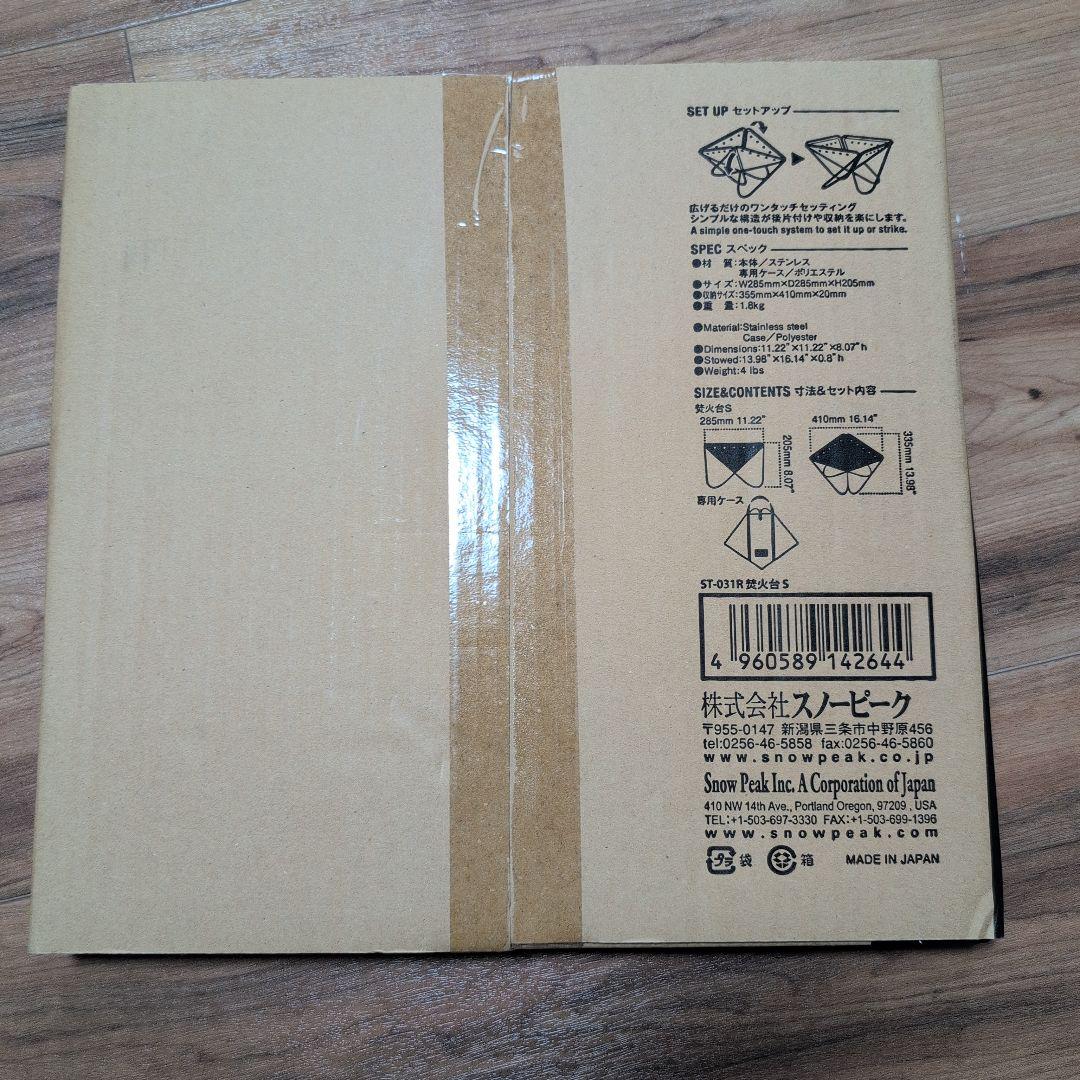 SET UP セットアップ
広げるだけのワンタッチセッティング
シンプルな構造が後片付けや収納を楽にします。
A simple one-touch system to set it up or strike.
SPEC スペック
●材 質:本体/ステンレス
専用ケース/ポリエステル
●サイズ:W285mm×D285mm×H205mm
●収納サイズ:355mm×410mm×20mm
●重 量:1.8kg
●Material:Stainless steel
Case/Polyester
●Dimensions:11.22"×11.22"×8.07"h
●Stowed:13.98"×16.14"×0.8"h
●Weight:4 lbs
SIZE&CONTENTS 寸法&セット内容
焚火台S
285mm 11.22"
410mm 16.14"
205mm 8.07"
335mm 13.98"
専用ケース
ST-031R 焚火台 S
4 960589 142644
株式会社スノーピーク
〒955-0147 新潟県三条市中野原456
tel:0256-46-5858 fax:0256-46-5860
www.snowpeak.co.jp
Snow Peak Inc. A Corporation of Japan
410 NW 14th Ave., Portland Oregon, 97209 , USA
TEL:+1-503-697-3330 FAX:+1-503-699-1396
www.snowpeak.com
プラ 袋 箱 MADE IN JAPAN